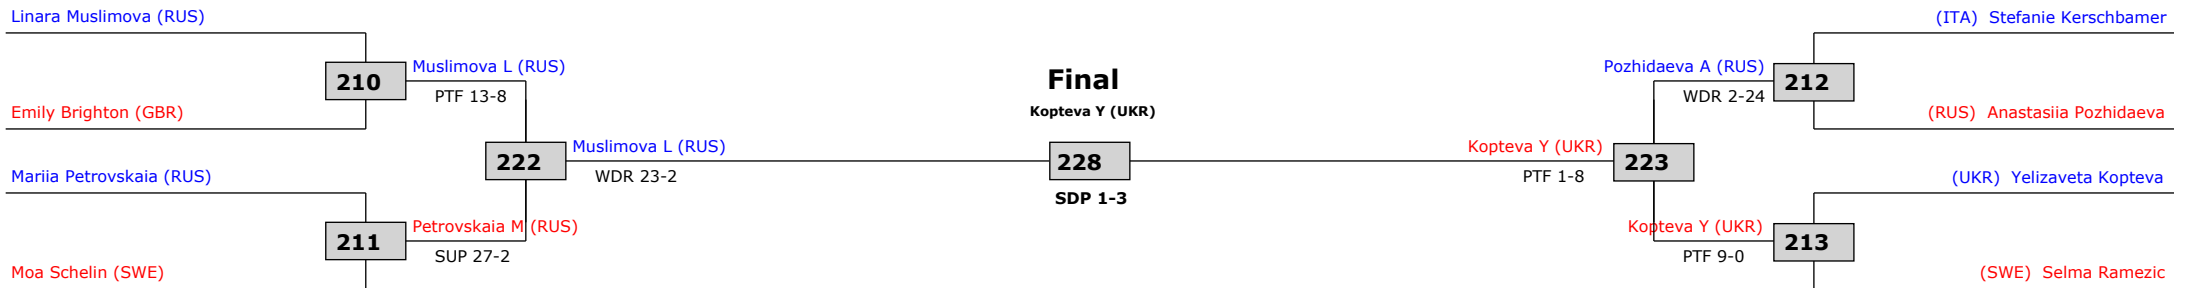 Linara Muslimova (RUS)
210
Muslimova L (RUS)
PTF 13-8
Emily Brighton (GBR)
222
Muslimova L (RUS)
WDR 23-2
Mariia Petrovskaia (RUS)
211
Petrovskaia M (RUS)
SUP 27-2
Moa Schelin (SWE)
Final
Kopteva Y (UKR)
228
SDP 1-3
(ITA) Stefanie Kerschbamer
Pozhidaeva A (RUS)
212
WDR 2-24
(RUS) Anastasiia Pozhidaeva
Kopteva Y (UKR)
223
PTF 1-8
(UKR) Yelizaveta Kopteva
Kopteva Y (UKR)
213
PTF 9-0
(SWE) Selma Ramezic